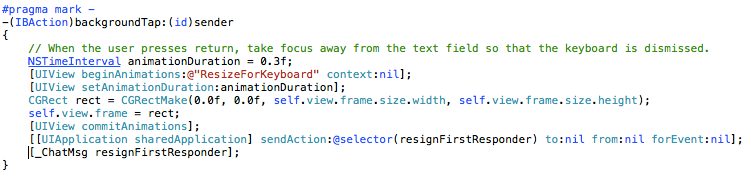 #pragma mark -
-(IBAction)backgroundTap:(id)sender
{
    // When the user presses return, take focus away from the text field so that the keyboard is dismissed.
    NSTimeInterval animationDuration = 0.3f;
    [UIView beginAnimations:@"ResizeForKeyboard" context:nil];
    [UIView setAnimationDuration:animationDuration];
    CGRect rect = CGRectMake(0.0f, 0.0f, self.view.frame.size.width, self.view.frame.size.height);
    self.view.frame = rect;
    [UIView commitAnimations];
    [[UIApplication sharedApplication] sendAction:@selector(resignFirstResponder) to:nil from:nil forEvent:nil];
    [_ChatMsg resignFirstResponder];
}